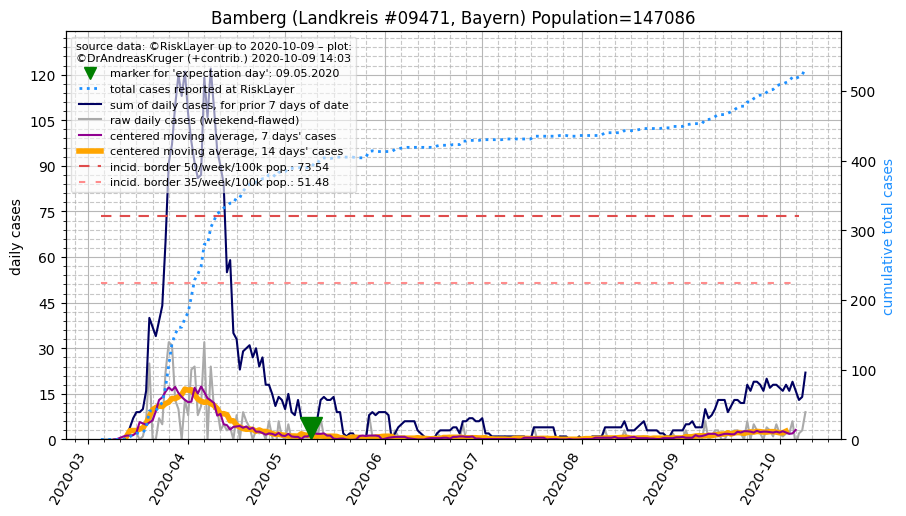 Bamberg (Landkreis #09471, Bayern) Population=147086
source data: ©RiskLayer up to 2020-10-09 – plot:
©DrAndreasKruger (+contrib.) 2020-10-09 14:03
marker for 'expectation day': 09.05.2020
total cases reported at RiskLayer
sum of daily cases, for prior 7 days of date
raw daily cases (weekend-flawed)
centered moving average, 7 days' cases
centered moving average, 14 days' cases
incid. border 50/week/100k pop.: 73.54
incid. border 35/week/100k pop.: 51.48
daily cases
120
105
90
75
60
45
30
15
0
cumulative total cases
500
400
300
200
100
0
2020-03
2020-04
2020-05
2020-06
2020-07
2020-08
2020-09
2020-10